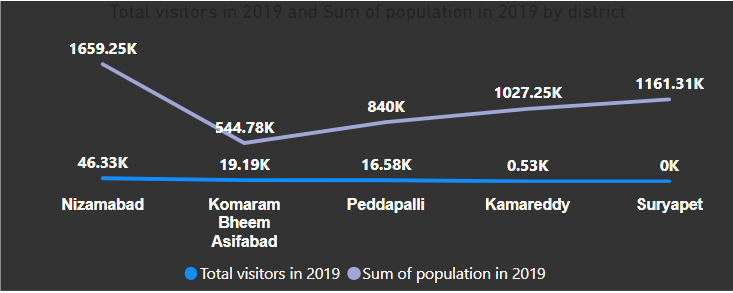 Total visitors in 2019 and Sum of population in 2019 by district
1659.25K
544.78K
840K
1027.25K
1161.31K
46.33K
19.19K
16.58K
0.53K
0K
Nizamabad
Komaram
Bheem
Asifabad
Peddapalli
Kamareddy
Suryapet
Total visitors in 2019
Sum of population in 2019